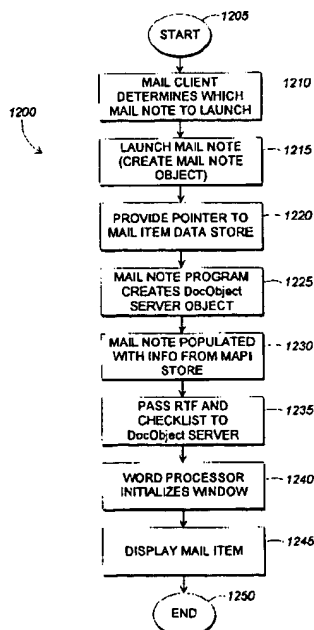 1205
START
1200
MAIL CLIENT
DETERMINES WHICH
MAIL NOTE TO LAUNCH
1210
LAUNCH MAIL NOTE
(CREATE MAIL NOTE
OBJECT)
1215
PROVIDE POINTER TO
MAIL ITEM DATA STORE
1220
MAIL NOTE PROGRAM
CREATES DocObject
SERVER OBJECT
1225
MAIL NOTE POPULATED
WITH INFO FROM MAPI
STORE
1230
PASS RTF AND
CHECKLIST TO
DocObject SERVER
1235
WORD PROCESSOR
INITIALIZES WINDOW
1240
DISPLAY MAIL ITEM
1245
END
1250